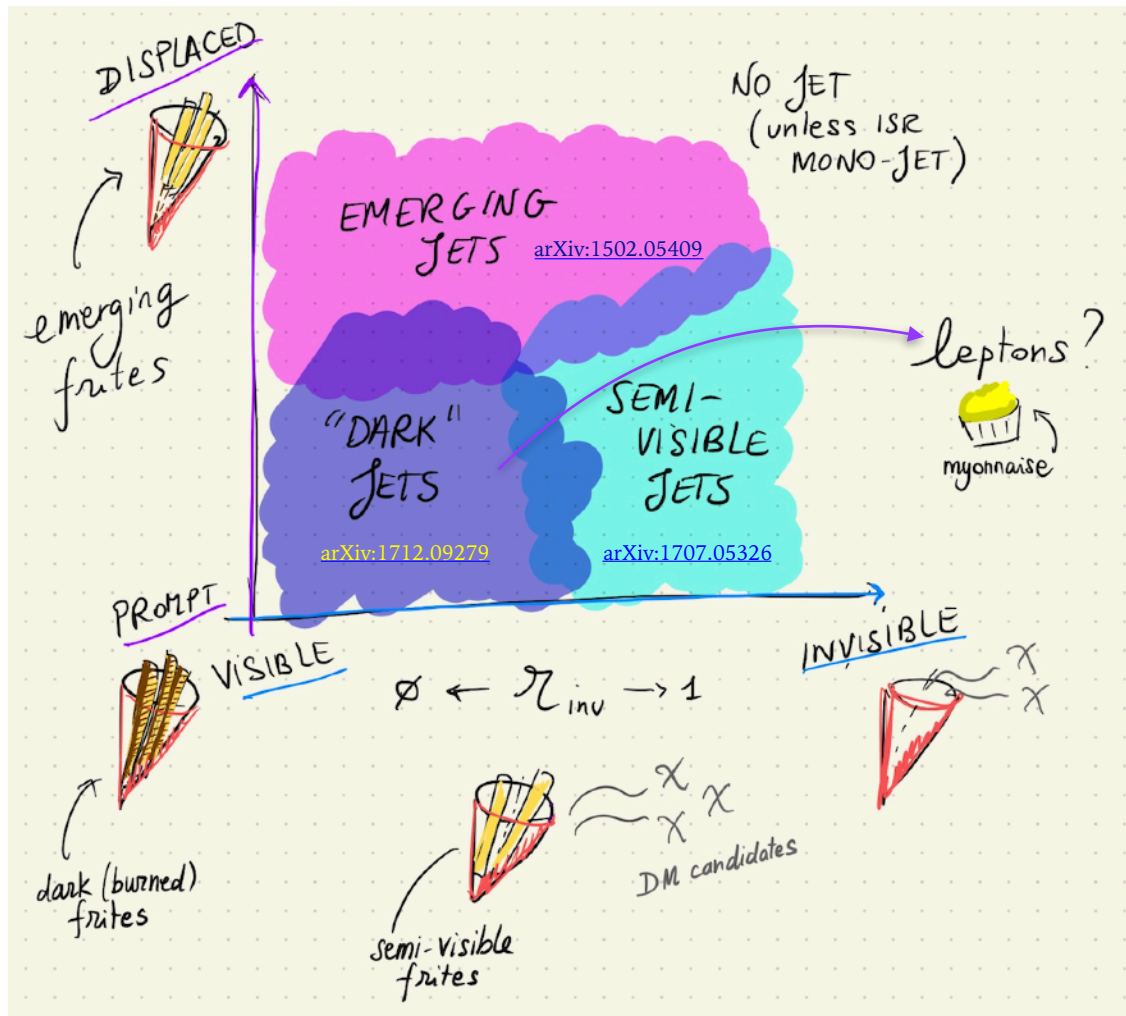 DISPLACED
NO JET
(unless ISR
MONO-JET)
EMERGING
JETS
arXiv:1502.05409
emerging
frites
leptons?
myonnaise
"DARK"
JETS
arXiv:1712.09279
SEMI-
VISIBLE
JETS
arXiv:1707.05326
PROMPT
VISIBLE
INVISIBLE
ø ← r inv → 1
χ
χ
χ
χ
χ
DM candidates
dark (burned)
frites
semi-visible
frites